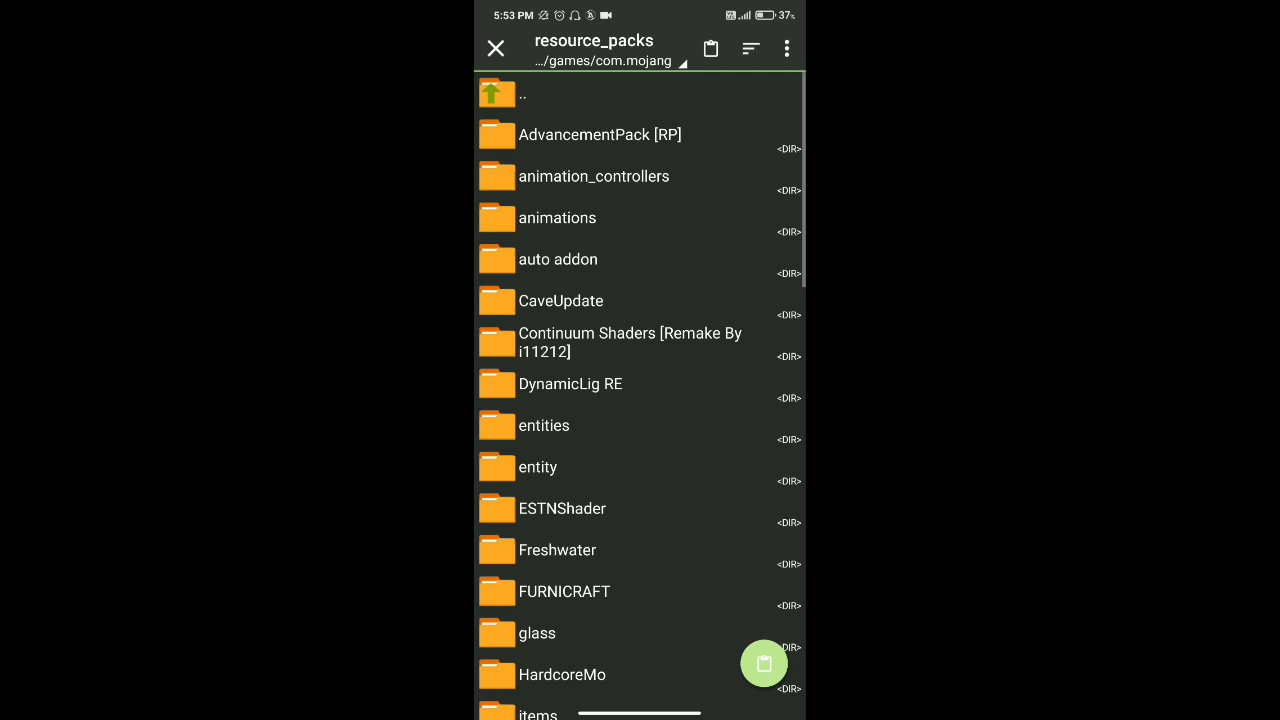 5:53 PM
37%
resource_packs
.../games/com.mojang
..
AdvancementPack [RP]
<DIR>
animation_controllers
<DIR>
animations
<DIR>
auto addon
<DIR>
CaveUpdate
<DIR>
Continuum Shaders [Remake By
i11212]
<DIR>
DynamicLig RE
<DIR>
entities
<DIR>
entity
<DIR>
ESTNShader
<DIR>
Freshwater
<DIR>
FURNICRAFT
<DIR>
glass
DIR>
HardcoreMo
<DIR>
items